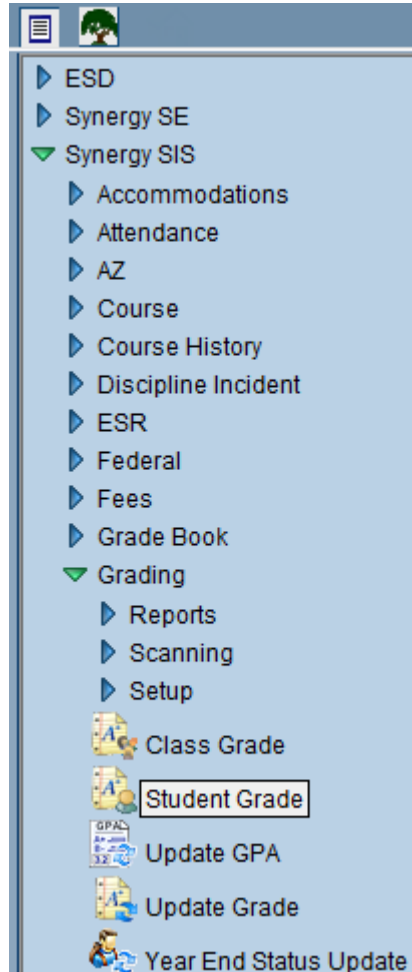 ESD
Synergy SE
Synergy SIS
Accommodations
Attendance
AZ
Course
Course History
Discipline Incident
ESR
Federal
Fees
Grade Book
Grading
Reports
Scanning
Setup
Class Grade
Student Grade
GPA
Update GPA
Update Grade
Year End Status Update